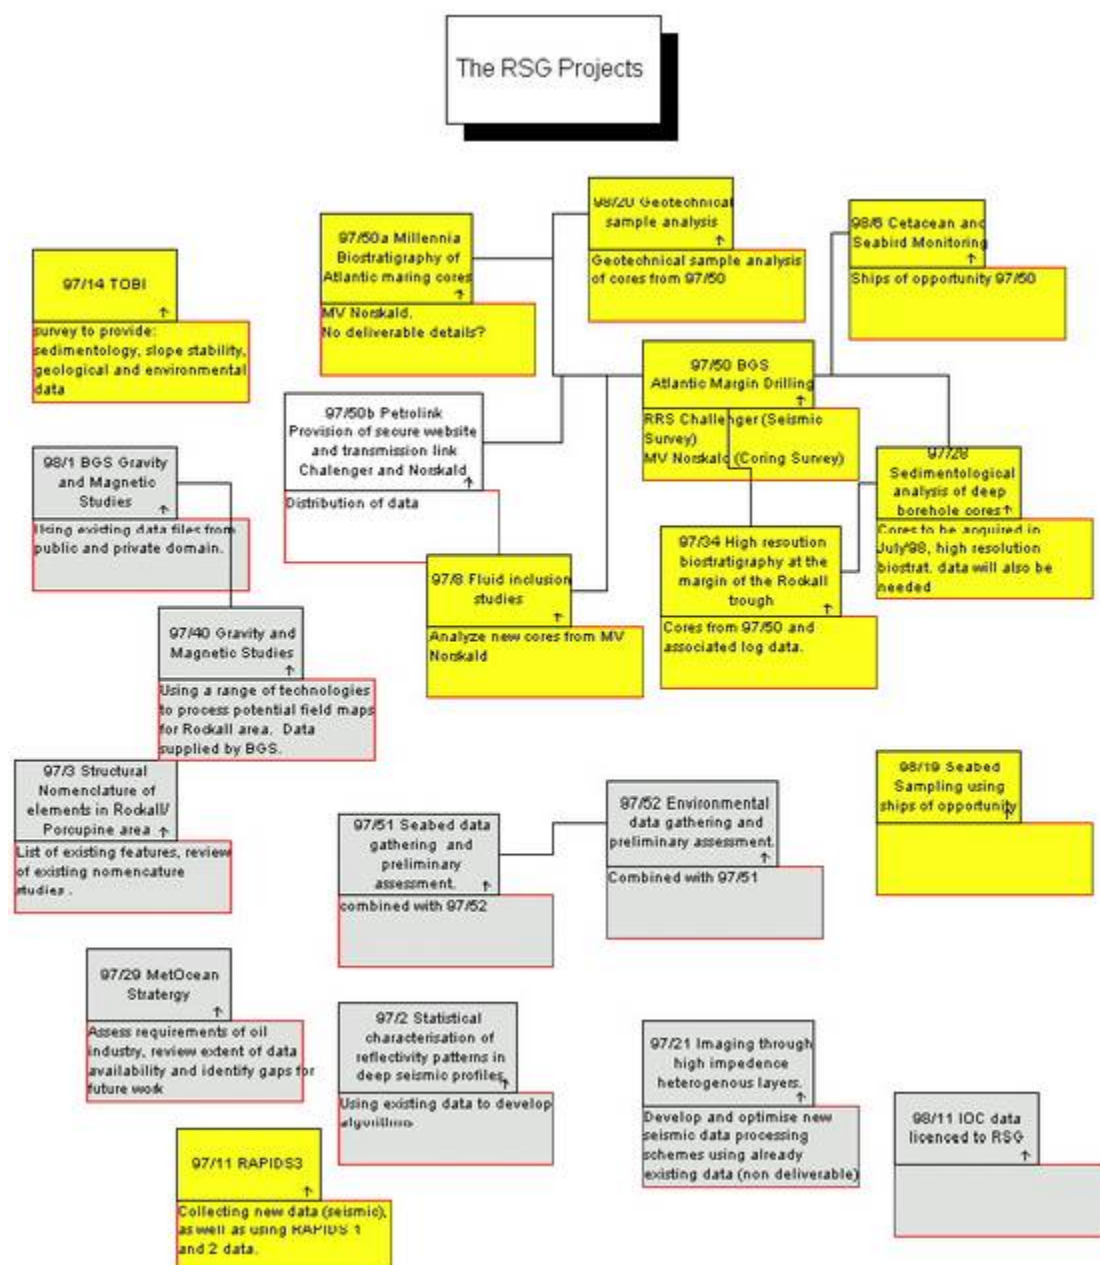 The RSG Projects
98/20 Geotechnical
sample analysis
Geotechnical sample analysis
of cores from 97/50
98/6 Cetacean and
Seabird Monitoring
Ships of opportunity 97/50
97/50a Millennia
Biostratigraphy of
Atlantic maring cores
MV Norskald.
No deliverable details?
97/14 TOBI
survey to provide:
sedimentology, slope stability,
geological and environmental
data
97/50 BGS
Atlantic Margin Drilling
RRS Challenger (Seismic
Survey)
MV Norskald (Coring Survey)
97/50b Petrolink
Provision of secure website
and transmission link
Chalenger and Norskald
Distribution of data
98/1 BGS Gravity
and Magnetic
Studies
Using existing data files from
public and private domain.
97/28
Sedimentological
analysis of deep
borehole cores
Cores to be acquired in
July'98, high resolution
biostrat. data will also be
needed
97/34 High resoution
biostratigraphy at the
margin of the Rockall
trough
Cores from 97/50 and
associated log data.
97/8 Fluid inclusion
studies
Analyze new cores from MV
Norskald
97/40 Gravity and
Magnetic Studies
Using a range of technologies
to process potential field maps
for Rockall area. Data
supplied by BGS.
97/3 Structural
Nomenclature of
elements in Rockall/
Porcupine area
List of existing features, review
of existing nomencature
studies .
97/51 Seabed data
gathering and
preliminary
assessment.
combined with 97/52
97/52 Environmental
data gathering and
preliminary assessment.
Combined with 97/51
98/19 Seabed
Sampling using
ships of opportunity
97/29 MetOcean
Stratergy
Assess requirements of oil
industry, review extent of data
availability and identify gaps for
future work
97/2 Statistical
characterisation of
reflectivity patterns in
deep seismic profiles
Using existing data to develop
algorithms
97/21 Imaging through
high impedence
heterogenous layers.
Develop and optimise new
seismic data processing
schemes using already
existing data (non deliverable)
98/11 IOC data
licenced to RSG
97/11 RAPIDS3
Collecting new data (seismic),
as well as using RAPIDS 1
and 2 data.